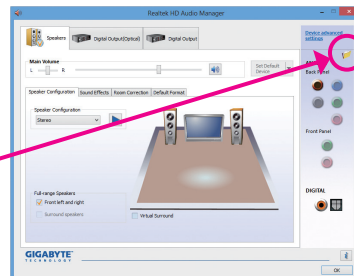 Realtek HD Audio Manager
Speakers
Digital Output(Optical)
Digital Output
Device advanced
settings
Main Volume
L
R
Set Default
Device
Back Panel
Speaker Configuration
Sound Effects
Room Correction
Default Format
Speaker Configuration
Stereo
Front Panel
Full-range Speakers
Front left and right
Surround speakers
Virtual Surround
DIGITAL
GIGABYTE
TECHNOLOGY
i
OK